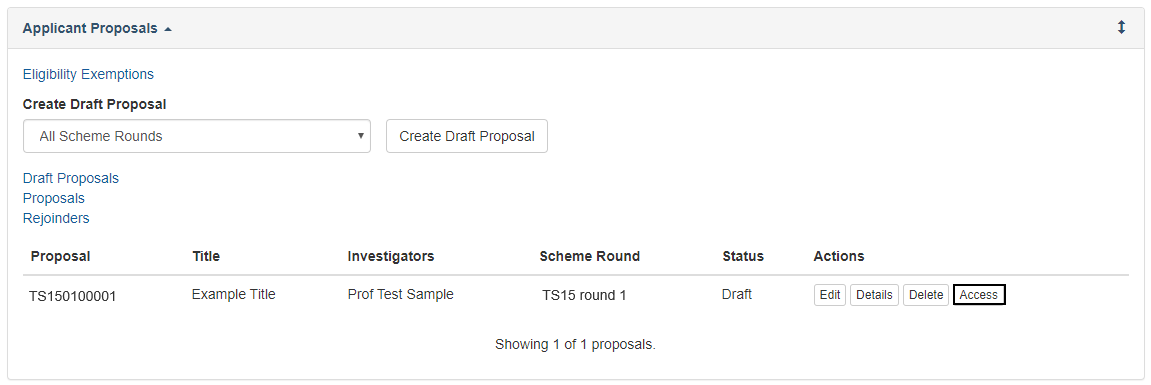 Applicant Proposals
Eligibility Exemptions
Create Draft Proposal
All Scheme Rounds Create Draft Proposal
Draft Proposals
Proposals
Rejoinders
Proposal Title Investigators Scheme Round Status Actions
TS150100001 Example Title Prof Test Sample TS15 round 1 Draft Edit Details Delete Access
Showing 1 of 1 proposals.